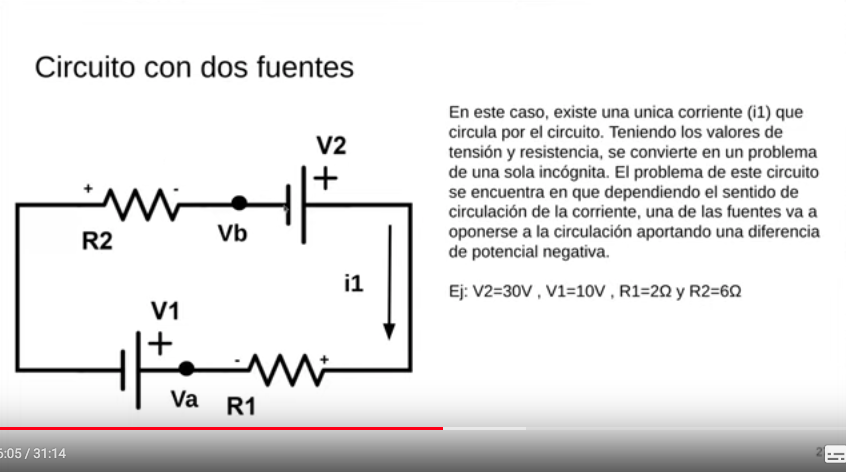 Circuito con dos fuentes
En este caso, existe una unica corriente (i1) que
circula por el circuito. Teniendo los valores de
tensión y resistencia, se convierte en un problema
de una sola incógnita. El problema de este circuito
se encuentra en que dependiendo el sentido de
circulación de la corriente, una de las fuentes va a
oponerse a la circulación aportando una diferencia
de potencial negativa.
Ej: V2=30V , V1=10V , R1=2Ω y R2=6Ω
V2
+
+ -
R2
Vb
i1
V1
+
- +
Va
R1
:05 / 31:14